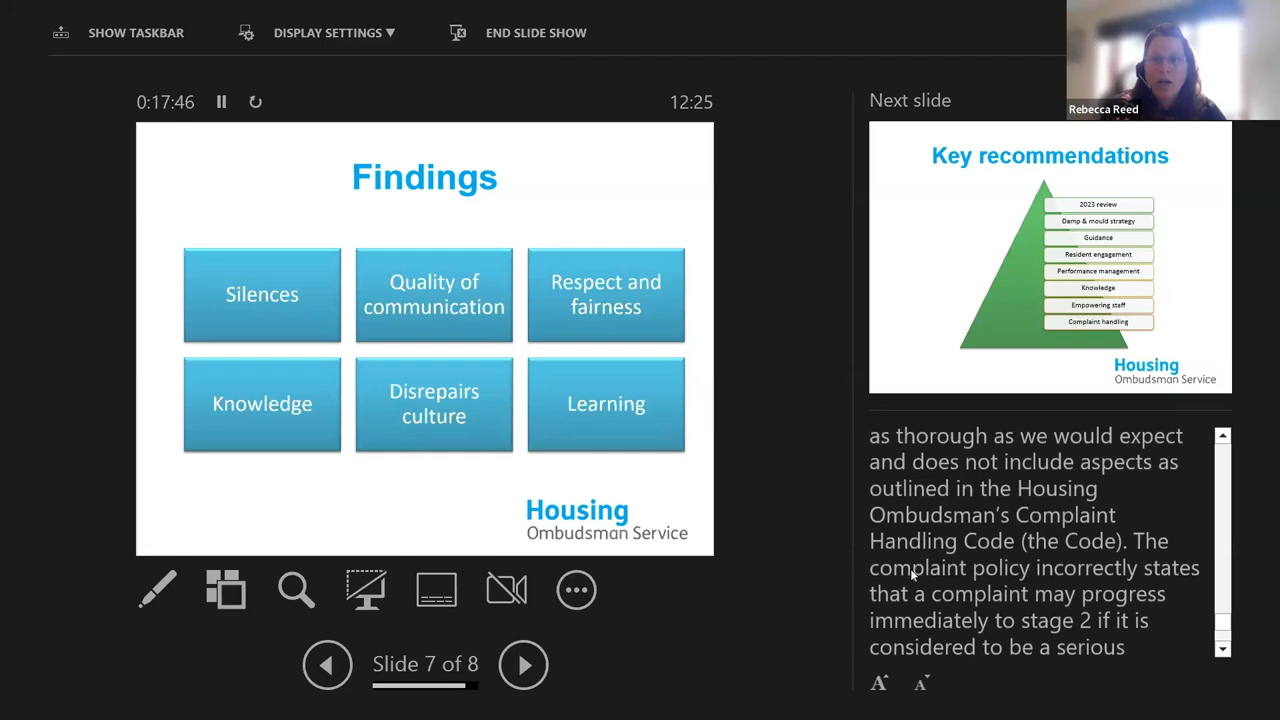 SHOW TASKBAR
DISPLAY SETTINGS ▼
END SLIDE SHOW
Rebecca Reed
0:17:46
12:25
Next slide
Findings
Silences
Quality of
communication
Respect and
fairness
Knowledge
Disrepairs
culture
Learning
Housing
Ombudsman Service
Key recommendations
2023 review
Damp & mould strategy
Guidance
Resident engagement
Performance management
Knowledge
Empowering staff
Complaint handling
Housing
Ombudsman Service
as thorough as we would expect
and does not include aspects as
outlined in the Housing
Ombudsman’s Complaint
Handling Code (the Code). The
complaint policy incorrectly states
that a complaint may progress
immediately to stage 2 if it is
considered to be a serious
Slide 7 of 8
A A